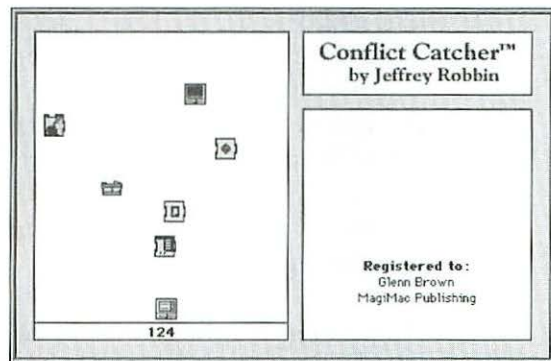 Conflict Catcher™
by Jeffrey Robbin
Registered to:
Glenn Brown
MagiMac Publishing
124